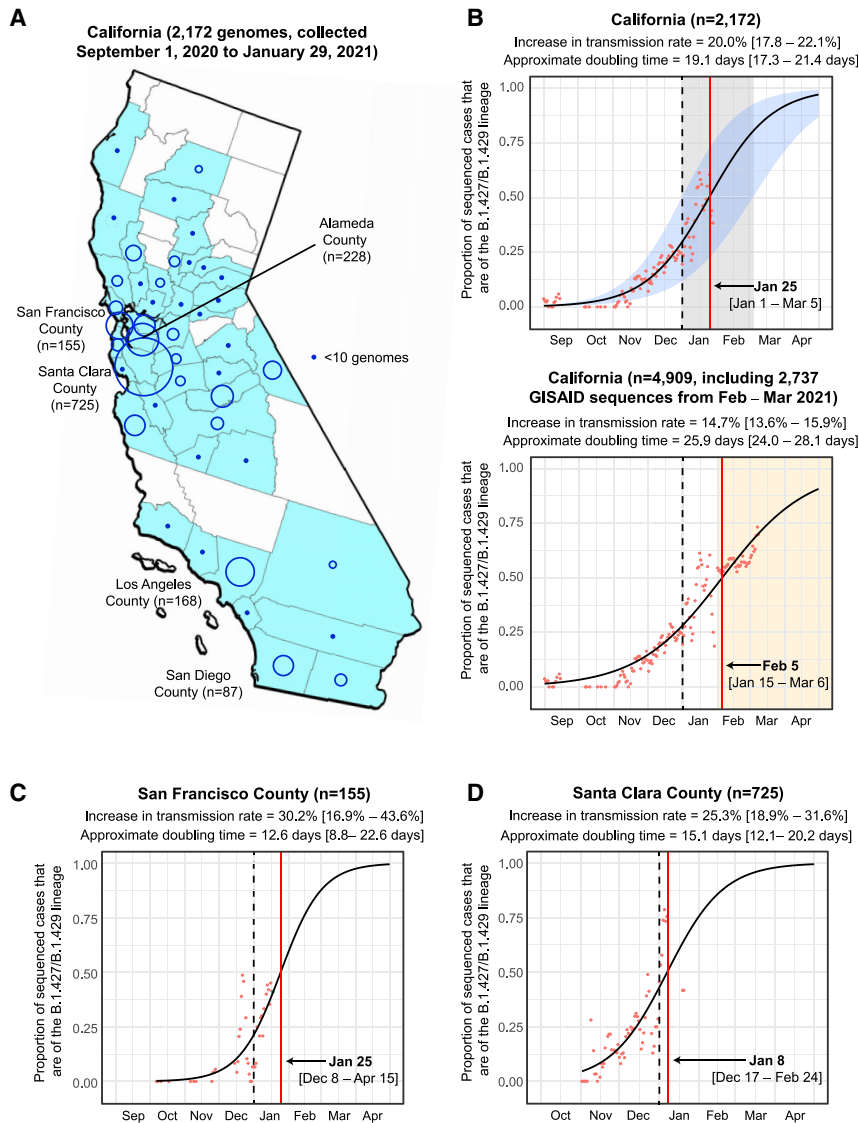 A
California (2,172 genomes, collected
September 1, 2020 to January 29, 2021)
Alameda
County
(n=228)
San Francisco
County
(n=155)
Santa Clara
County
(n=725)
<10 genomes
Los Angeles
County (n=168)
San Diego
County (n=87)
B
California (n=2,172)
Increase in transmission rate = 20.0% [17.8 – 22.1%]
Approximate doubling time = 19.1 days [17.3 – 21.4 days]
Proportion of sequenced cases that
are of the B.1.427/B.1.429 lineage
1.00
0.75
0.50
0.25
0.00
Jan 25
[Jan 1 – Mar 5]
Sep Oct Nov Dec Jan Feb Mar Apr
California (n=4,909, including 2,737
GISAID sequences from Feb – Mar 2021)
Increase in transmission rate = 14.7% [13.6% – 15.9%]
Approximate doubling time = 25.9 days [24.0 – 28.1 days]
Proportion of sequenced cases that
are of the B.1.427/B.1.429 lineage
1.00
0.75
0.50
0.25
0.00
Feb 5
[Jan 15 – Mar 6]
Sep Oct Nov Dec Jan Feb Mar Apr
C
San Francisco County (n=155)
Increase in transmission rate = 30.2% [16.9% – 43.6%]
Approximate doubling time = 12.6 days [8.8– 22.6 days]
Proportion of sequenced cases that
are of the B.1.427/B.1.429 lineage
1.00
0.75
0.50
0.25
0.00
Jan 25
[Dec 8 – Apr 15]
Sep Oct Nov Dec Jan Feb Mar Apr
D
Santa Clara County (n=725)
Increase in transmission rate = 25.3% [18.9% – 31.6%]
Approximate doubling time = 15.1 days [12.1– 20.2 days]
Proportion of sequenced cases that
are of the B.1.427/B.1.429 lineage
1.00
0.75
0.50
0.25
0.00
Jan 8
[Dec 17 – Feb 24]
Oct Nov Dec Jan Feb Mar Apr